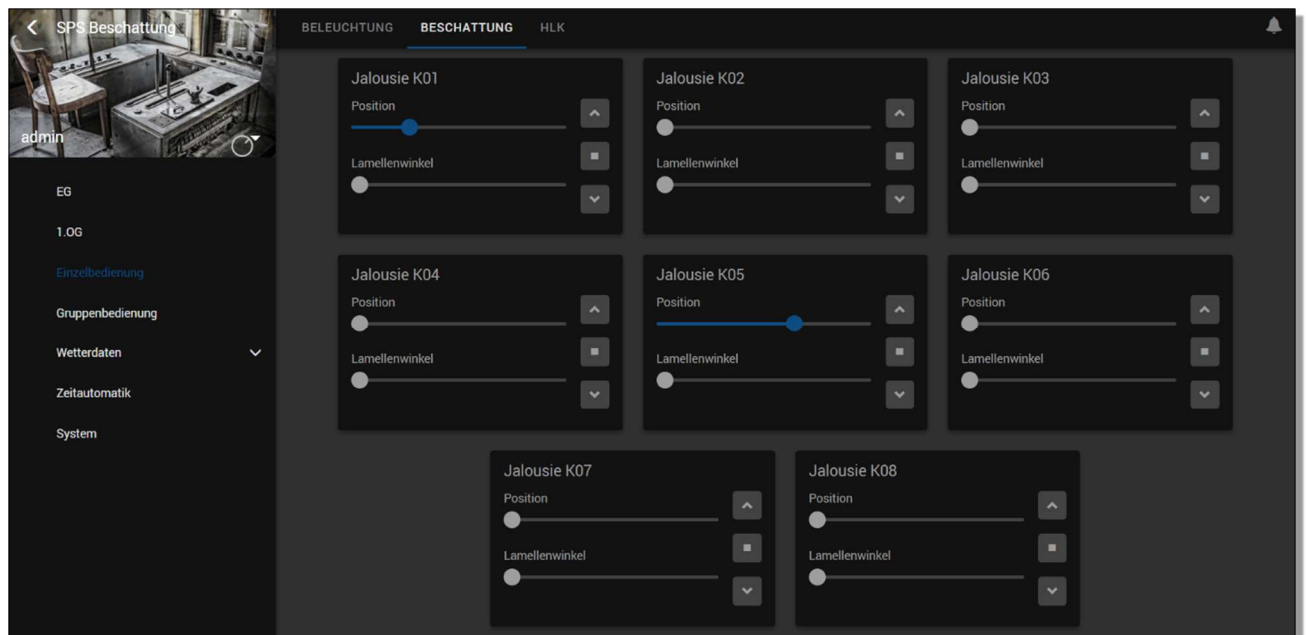 SPS Beschattung
admin
EG
1.OG
Einzelbedienung
Gruppenbedienung
Wetterdaten
Zeitautomatik
System
BELEUCHTUNG BESCHATTUNG HLK
Jalousie K01
Position
Lamellenwinkel
Jalousie K02
Position
Lamellenwinkel
Jalousie K03
Position
Lamellenwinkel
Jalousie K04
Position
Lamellenwinkel
Jalousie K05
Position
Lamellenwinkel
Jalousie K06
Position
Lamellenwinkel
Jalousie K07
Position
Lamellenwinkel
Jalousie K08
Position
Lamellenwinkel